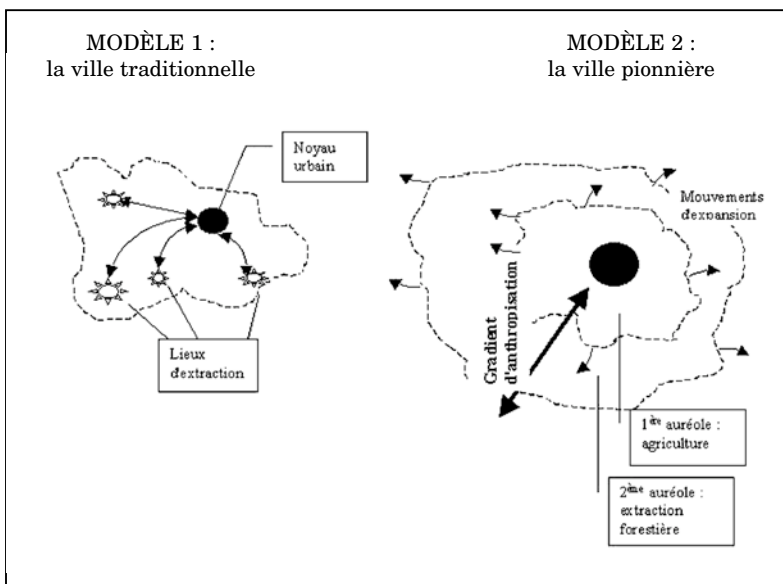 MODÈLE 1 :
la ville traditionnelle
MODÈLE 2 :
la ville pionnière
Noyau
urbain
Lieux
d'extraction
Mouvements
d'expansion
Gradient
d'anthropisation
1ère auréole :
agriculture
2ème auréole :
extraction
forestière